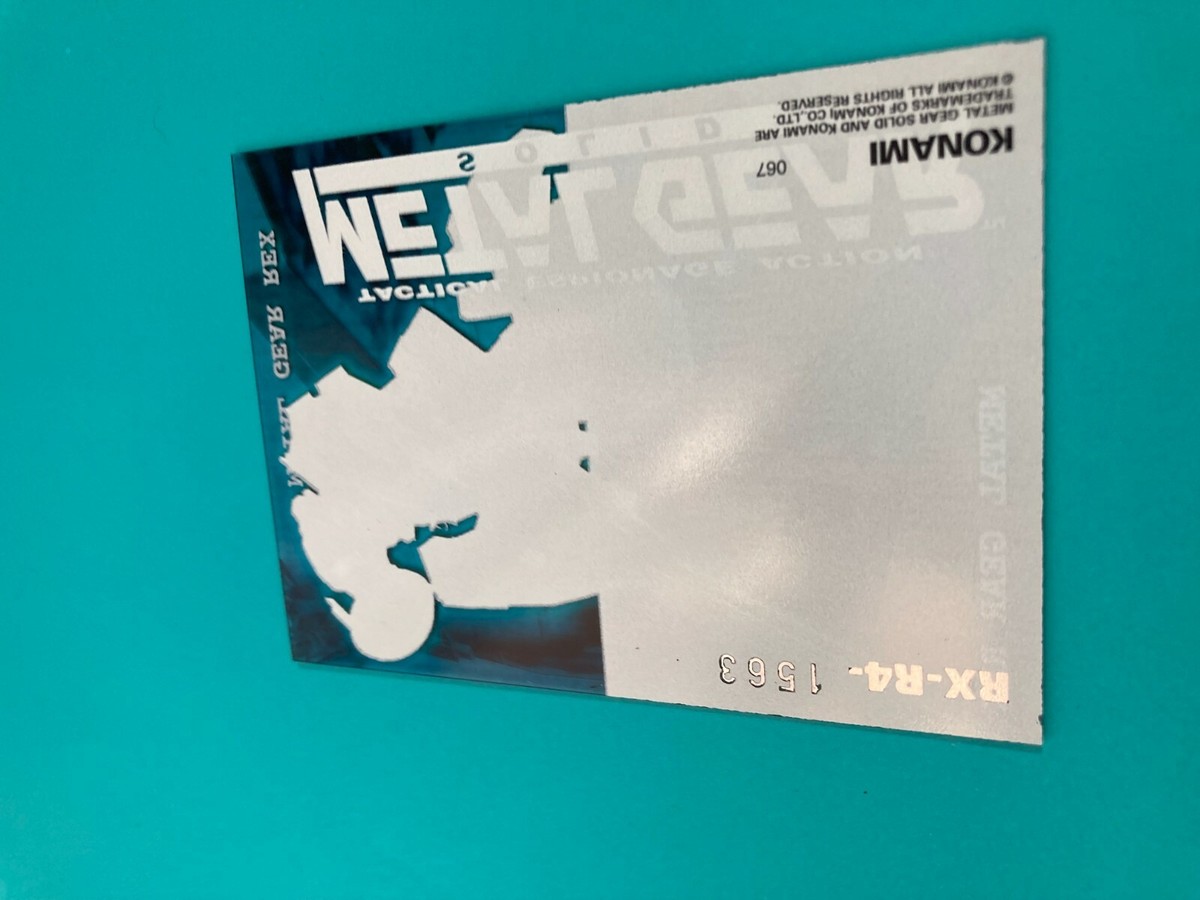 METAL GEAR SOLID AND KONAMI ARE
TRADEMARKS OF KONAMI CO.,LTD.
© KONAMI ALL RIGHTS RESERVED.
KONAMI
067
RX-R4-1563
TACTICAL ESPIONAGE ACTION
METAL GEAR
SOLID
METAL GEAR REX
METAL GEAR